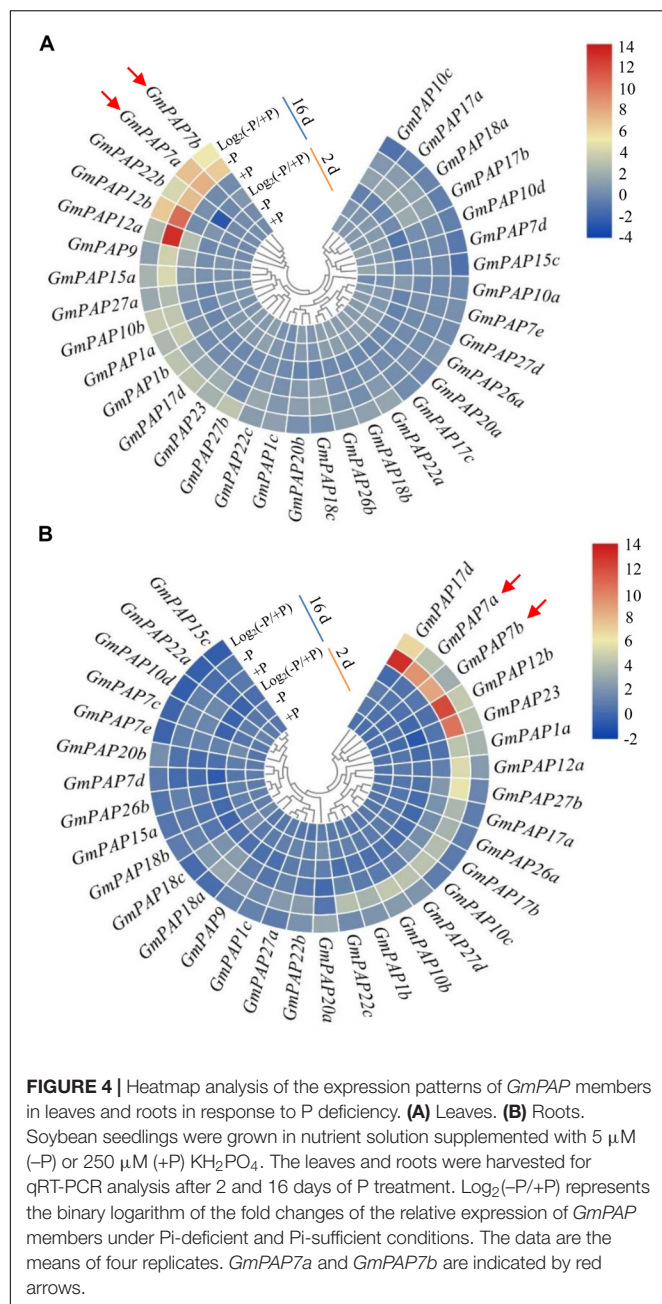 A
GmPAP7b
GmPAP7a
GmPAP22b
GmPAP12b
GmPAP12a
GmPAP9
GmPAP15a
GmPAP27a
GmPAP10b
GmPAP1a
GmPAP1b
GmPAP17d
GmPAP23
GmPAP27b
GmPAP22c
GmPAP1c
GmPAP20b
GmPAP18c
GmPAP26b
GmPAP18b
GmPAP22a
GmPAP17c
GmPAP20a
GmPAP26a
GmPAP27d
GmPAP7e
GmPAP10a
GmPAP15c
GmPAP7d
GmPAP10d
GmPAP17b
GmPAP18a
GmPAP17a
GmPAP10c
Log₂(-P/+P)
-P
+P
Log₂(-P/+P)
-P
+P
16 d
2 d
14
12
10
8
6
4
2
0
-2
-4
B
GmPAP15c
GmPAP22a
GmPAP10d
GmPAP7c
GmPAP7e
GmPAP20b
GmPAP7d
GmPAP26b
GmPAP15a
GmPAP18b
GmPAP18c
GmPAP18a
GmPAP9
GmPAP1c
GmPAP27a
GmPAP22b
GmPAP20a
GmPAP22c
GmPAP1b
GmPAP10b
GmPAP27d
GmPAP10c
GmPAP17b
GmPAP26a
GmPAP17a
GmPAP27b
GmPAP12a
GmPAP1a
GmPAP23
GmPAP12b
GmPAP7b
GmPAP7a
GmPAP17d
Log₂(-P/+P)
-P
+P
Log₂(-P/+P)
-P
+P
16 d
2 d
14
12
10
8
6
4
2
0
-2
FIGURE 4 | Heatmap analysis of the expression patterns of GmPAP members
in leaves and roots in response to P deficiency. (A) Leaves. (B) Roots.
Soybean seedlings were grown in nutrient solution supplemented with 5 μM
(–P) or 250 μM (+P) KH2PO4. The leaves and roots were harvested for
qRT-PCR analysis after 2 and 16 days of P treatment. Log₂(–P/+P) represents
the binary logarithm of the fold changes of the relative expression of GmPAP
members under Pi-deficient and Pi-sufficient conditions. The data are the
means of four replicates. GmPAP7a and GmPAP7b are indicated by red
arrows.